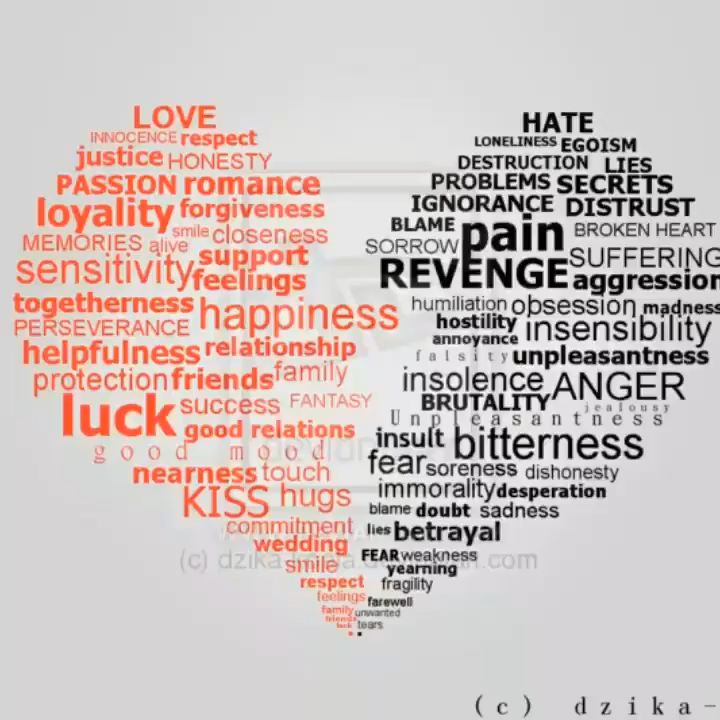 LOVE
INNOCENCE respect
justice HONESTY
PASSION romance
loyality forgiveness
smile closeness
MEMORIES alive support
sensitivity feelings
togetherness happiness
PERSEVERANCE
helpfulness relationship
protection friends family
luck success FANTASY
good relations
good mood
nearness touch
KISS hugs
commitment
wedding
smile
respect
feelings
family
friends
luck
HATE
LONELINESS EGOISM
DESTRUCTION LIES
PROBLEMS SECRETS
IGNORANCE DISTRUST
BLAME pain BROKEN HEART
SORROW SUFFERING
REVENGE aggression
humiliation obsession madness
hostility insensibility
annoyance
falsity unpleasantness
insolence ANGER
BRUTALITY jealousy
Unpleasantness
insult bitterness
fear soreness dishonesty
immorality desperation
blame doubt sadness
lies betrayal
FEAR weakness
yearning
fragility
farewell
unwanted
tears
(c) dzika-